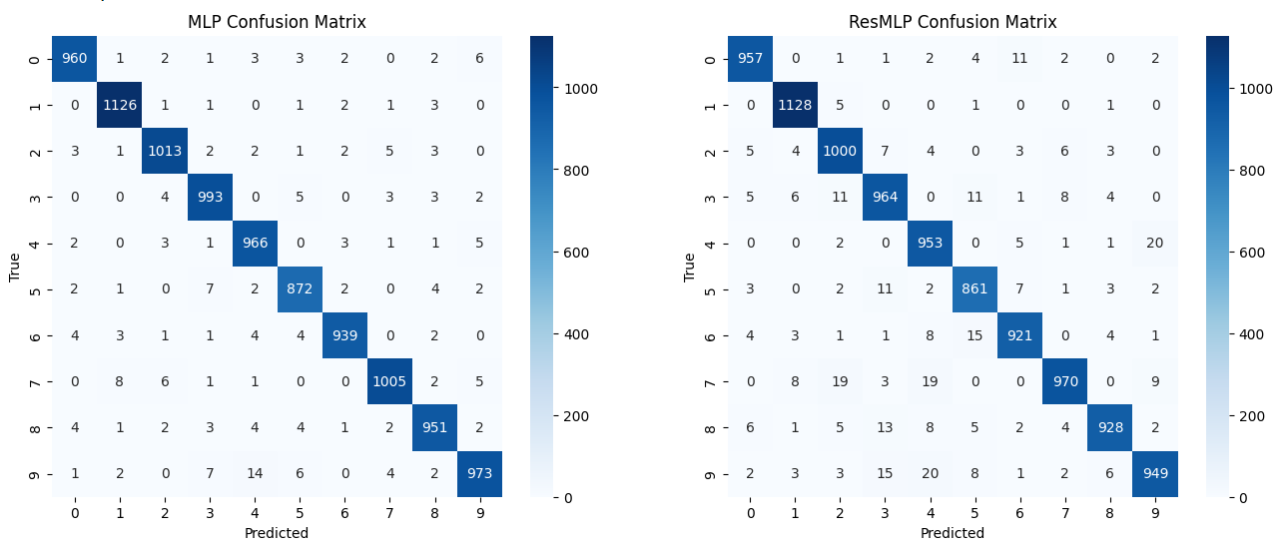 MLP Confusion Matrix
0 960 1 2 1 3 3 2 0 2 6
1 0 1126 1 1 0 1 2 1 3 0
2 3 1 1013 2 2 1 2 5 3 0
3 0 0 4 993 0 5 0 3 3 2
4 2 0 3 1 966 0 3 1 1 5
5 2 1 0 7 2 872 2 0 4 2
6 4 3 1 1 4 4 939 0 2 0
7 0 8 6 1 1 0 0 1005 2 5
8 4 1 2 3 4 4 1 2 951 2
9 1 2 0 7 14 6 0 4 2 973
0 1 2 3 4 5 6 7 8 9
True
Predicted
1000
800
600
400
200
0
ResMLP Confusion Matrix
0 957 0 1 1 2 4 11 2 0 2
1 0 1128 5 0 0 1 0 0 1 0
2 5 4 1000 7 4 0 3 6 3 0
3 5 6 11 964 0 11 1 8 4 0
4 0 0 2 0 953 0 5 1 1 20
5 3 0 2 11 2 861 7 1 3 2
6 4 3 1 1 8 15 921 0 4 1
7 0 8 19 3 19 0 0 970 0 9
8 6 1 5 13 8 5 2 4 928 2
9 2 3 3 15 20 8 1 2 6 949
0 1 2 3 4 5 6 7 8 9
True
Predicted
1000
800
600
400
200
0